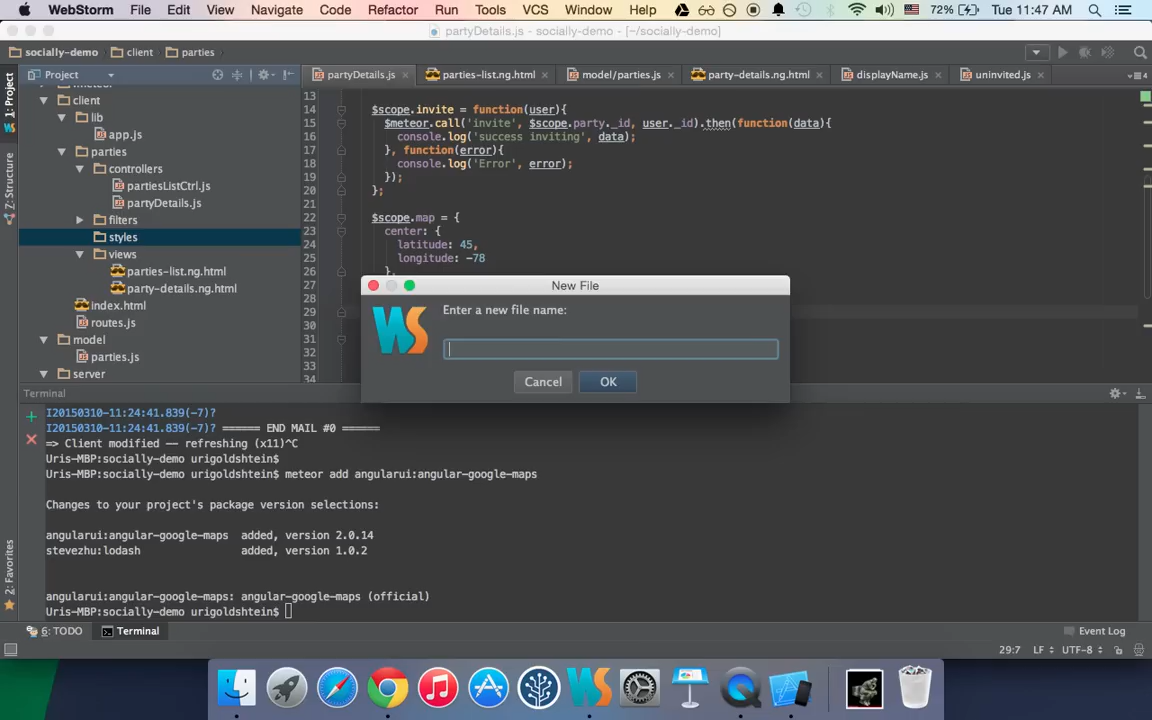 WebStorm File Edit View Navigate Code Refactor Run Tools VCS Window Help 72% Tue 11:47 AM
partyDetails.js - socially-demo - [~/socially-demo]
socially-demo client parties
Project partyDetails.js parties-list.ng.html model/parties.js party-details.ng.html displayName.js uninvited.js
1: Project
Z: Structure
2: Favorites
client
lib
app.js
parties
controllers
partiesListCtrl.js
partyDetails.js
filters
styles
views
parties-list.ng.html
party-details.ng.html
index.html
routes.js
model
parties.js
server
13
14 $scope.invite = function(user){
15 $meteor.call('invite', $scope.party._id, user._id).then(function(data){
16 console.log('success inviting', data);
17 }, function(error){
18 console.log('Error', error);
19 });
20 };
21
22 $scope.map = {
23 center: {
24 latitude: 45,
25 longitude: -78
26 },
27
28
29
30
31
32
33
34
New File
Enter a new file name:
Cancel OK
Terminal
I20150310-11:24:41.839(-7)?
I20150310-11:24:41.839(-7)? ====== END MAIL #0 ======
=> Client modified -- refreshing (x11)^C
Uris-MBP:socially-demo urigoldshtein$
Uris-MBP:socially-demo urigoldshtein$ meteor add angularui:angular-google-maps
Changes to your project's package version selections:
angularui:angular-google-maps added, version 2.0.14
stevezhu:lodash added, version 1.0.2
angularui:angular-google-maps: angular-google-maps (official)
Uris-MBP:socially-demo urigoldshtein$
6: TODO Terminal Event Log
29:7 LF UTF-8